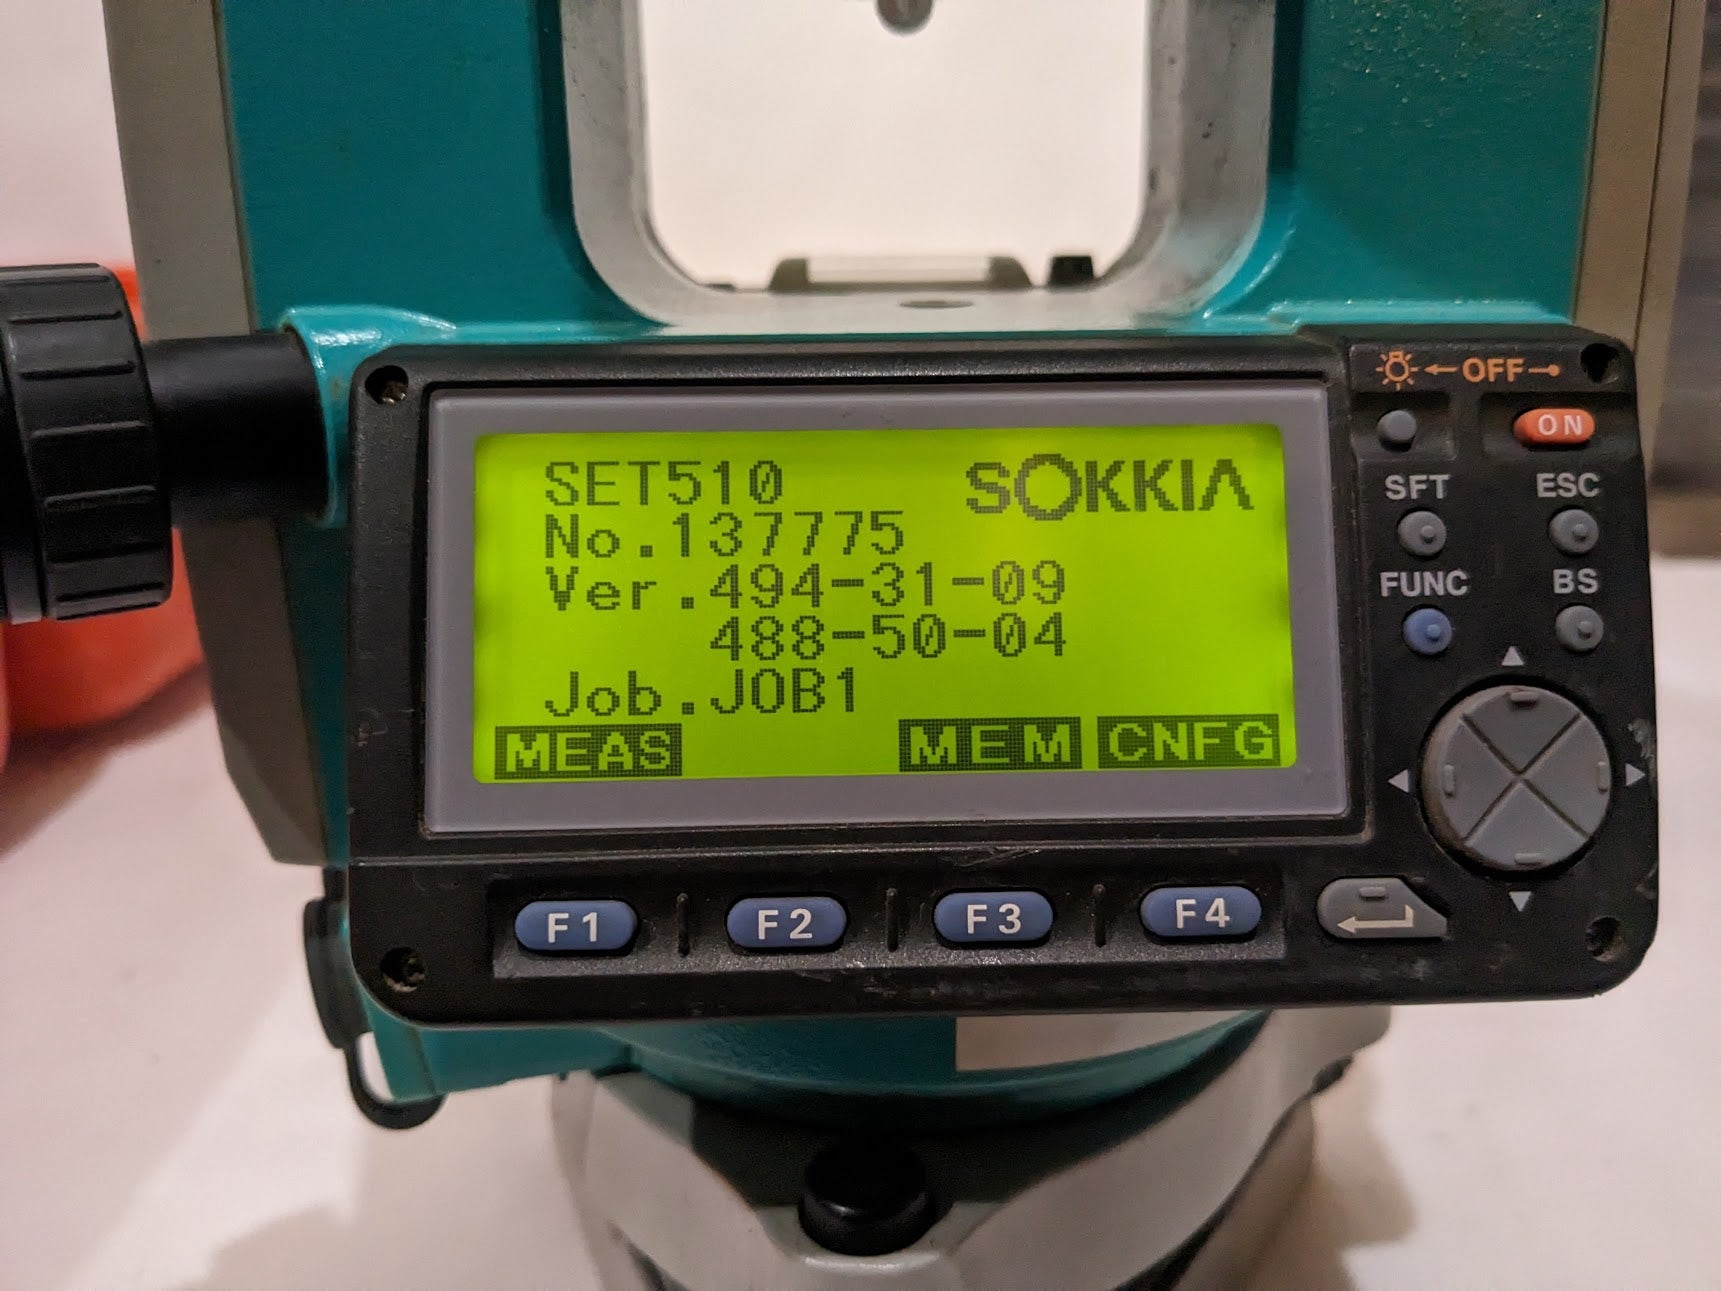 SET510 SOKKIA
No.137775
Ver.494-31-09
488-50-04
Job.JOB1
MEAS MEM CNFG
OFF
ON
SFT ESC
FUNC BS
F1 F2 F3 F4